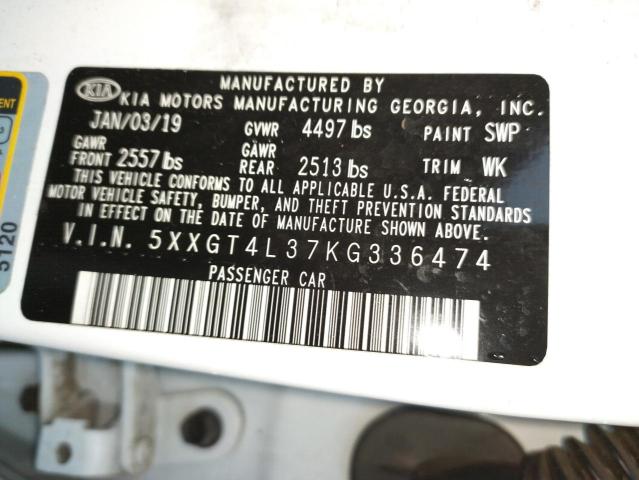 MANUFACTURED BY
KIA KIA MOTORS MANUFACTURING GEORGIA, INC.
JAN/03/19 GVWR 4497 lbs PAINT SWP
GAWR FRONT 2557 lbs GAWR REAR 2513 lbs TRIM WK
THIS VEHICLE CONFORMS TO ALL APPLICABLE U.S.A. FEDERAL
MOTOR VEHICLE SAFETY, BUMPER, AND THEFT PREVENTION STANDARDS
IN EFFECT ON THE DATE OF MANUFACTURE SHOWN ABOVE.
V.I.N. 5XXGT4L37KG336474
PASSENGER CAR
5120